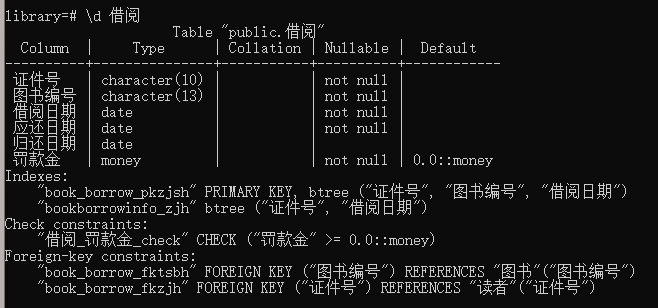 library=# \d 借阅
Table "public.借阅"
Column | Type | Collation | Nullable | Default
----------+---------------+-----------+----------+------------
证件号 | character(10) | | not null |
图书编号 | character(13) | | not null |
借阅日期 | date | | not null |
应还日期 | date | | not null |
归还日期 | date | | |
罚款金 | money | | not null | 0.0::money
Indexes:
"book_borrow_pkzjsh" PRIMARY KEY, btree ("证件号", "图书编号", "借阅日期")
"bookborrowinfo_zjh" btree ("证件号", "借阅日期")
Check constraints:
"借阅_罚款金_check" CHECK ("罚款金" >= 0.0::money)
Foreign-key constraints:
"book_borrow_fktsbh" FOREIGN KEY ("图书编号") REFERENCES "图书"("图书编号")
"book_borrow_fkzjh" FOREIGN KEY ("证件号") REFERENCES "读者"("证件号")